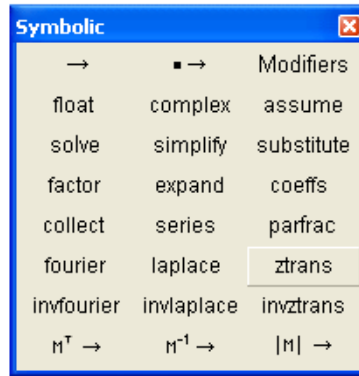 Symbolic
→ ▪ → Modifiers
float complex assume
solve simplify substitute
factor expand coeffs
collect series parfrac
fourier laplace ztrans
invfourier invlaplace invztrans
Mᵀ → M⁻¹ → |M| →